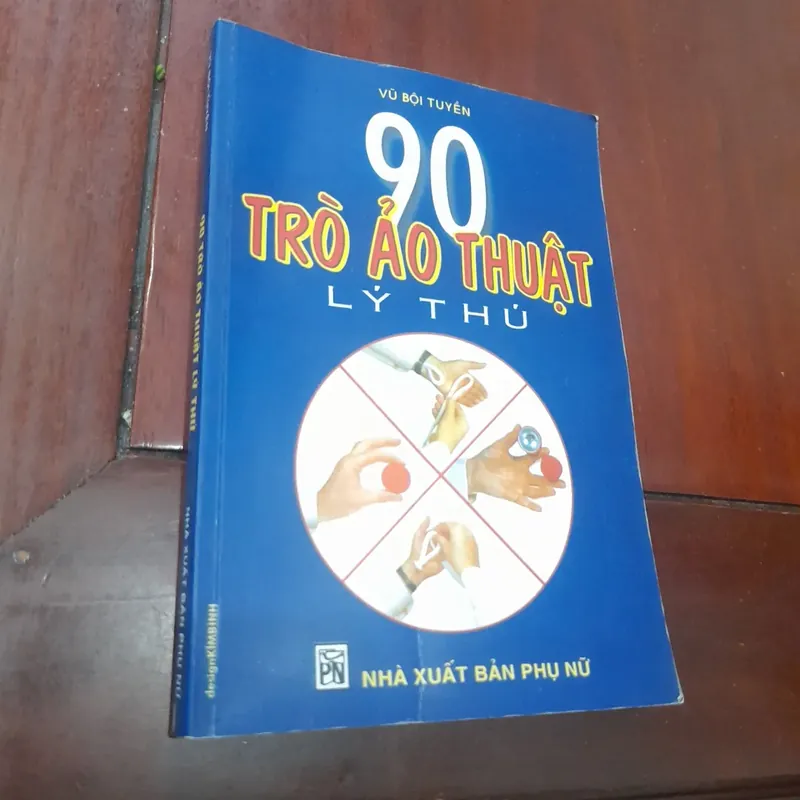 VŨ BỘI TUYỀN
90
TRÒ ẢO THUẬT
LÝ THÚ
PN
NHÀ XUẤT BẢN PHỤ NỮ
designKIMBINH
90 TRÒ ẢO THUẬT LÝ THÚ
NHÀ XUẤT BẢN PHỤ NỮ